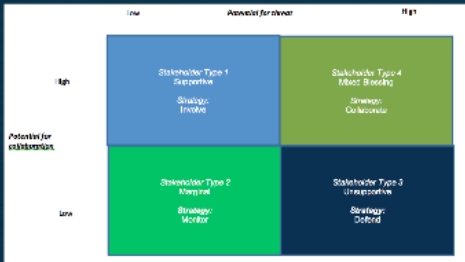 Low Potential for threat High
High
Stakeholder Type 1
Supportive
Strategy:
Involve
Stakeholder Type 4
Mixed Blessing
Strategy:
Collaborate
Potential for
collaboration
Low
Stakeholder Type 2
Marginal
Strategy:
Monitor
Stakeholder Type 3
Unsupportive
Strategy:
Defend